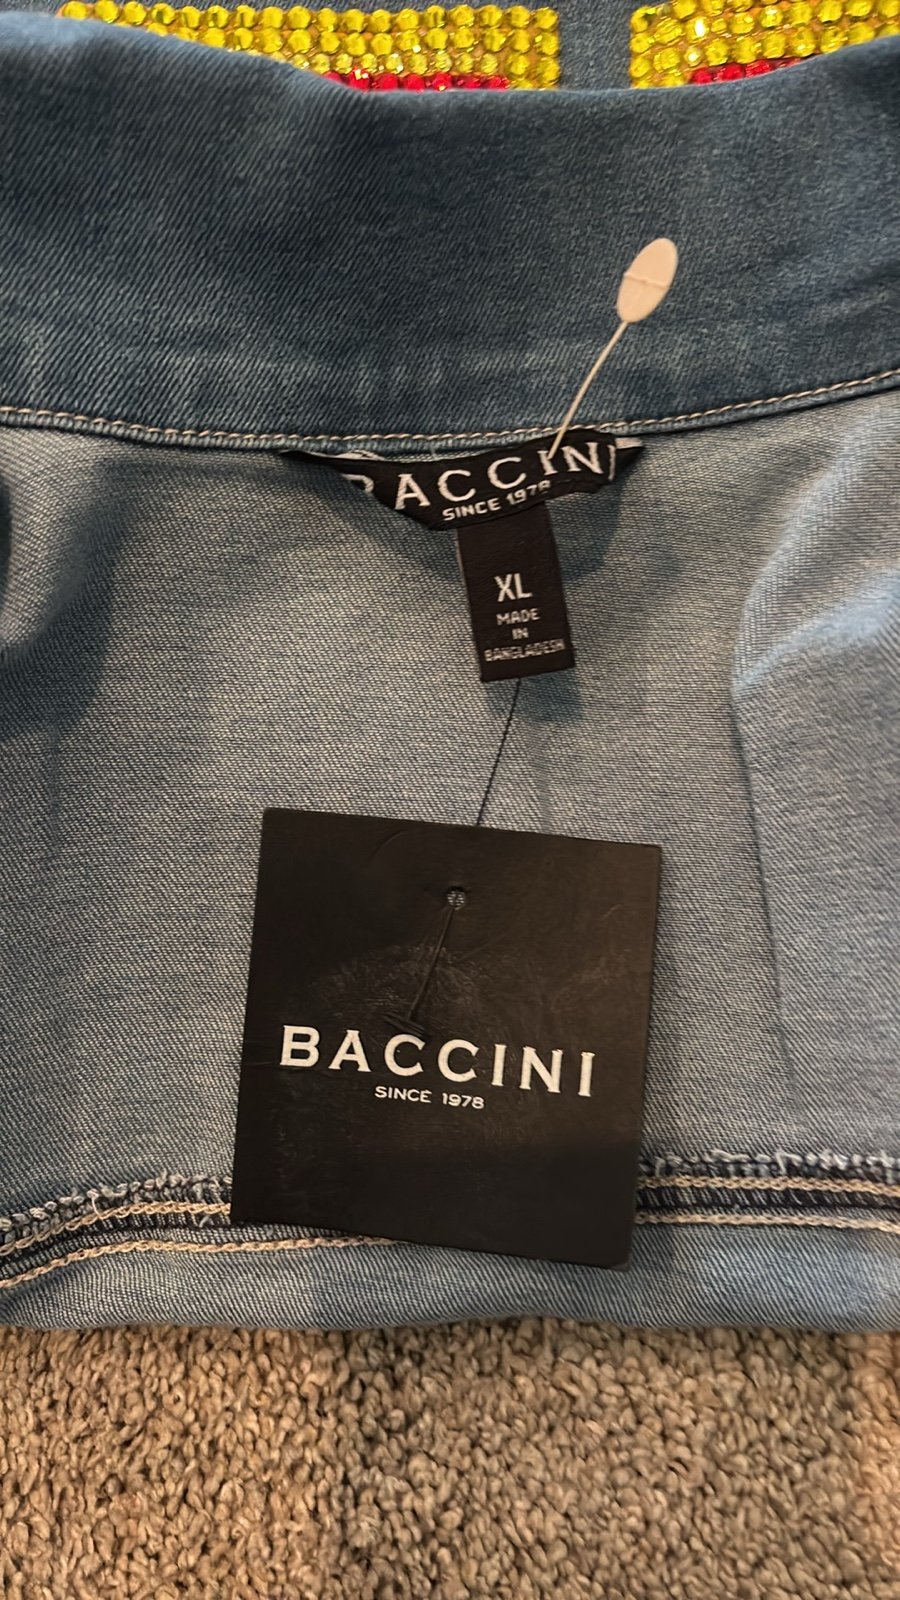 BACCINI
SINCE 1978
XL
MADE
IN
BANGLADESH
BACCINI
SINCE 1978